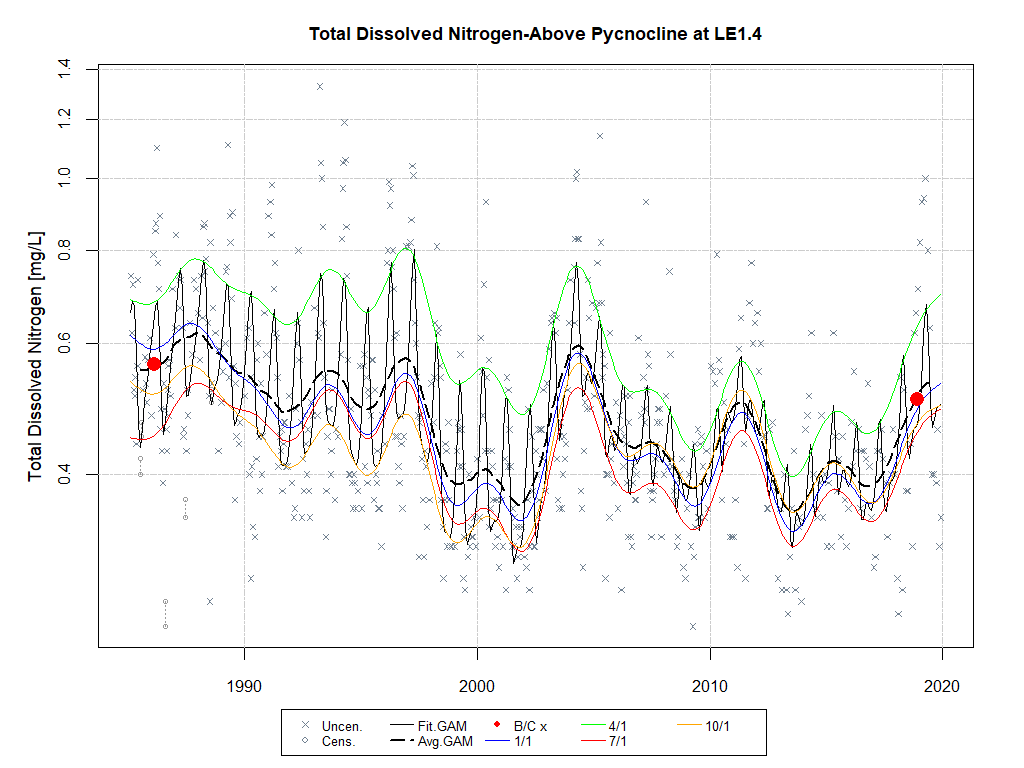 Total Dissolved Nitrogen-Above Pycnocline at LE1.4
Total Dissolved Nitrogen [mg/L]
1.4
1.2
1.0
0.8
0.6
0.4
1990
2000
2010
2020
Uncen. Fit.GAM B/C x 4/1 10/1
Cens. Avg.GAM 1/1 7/1